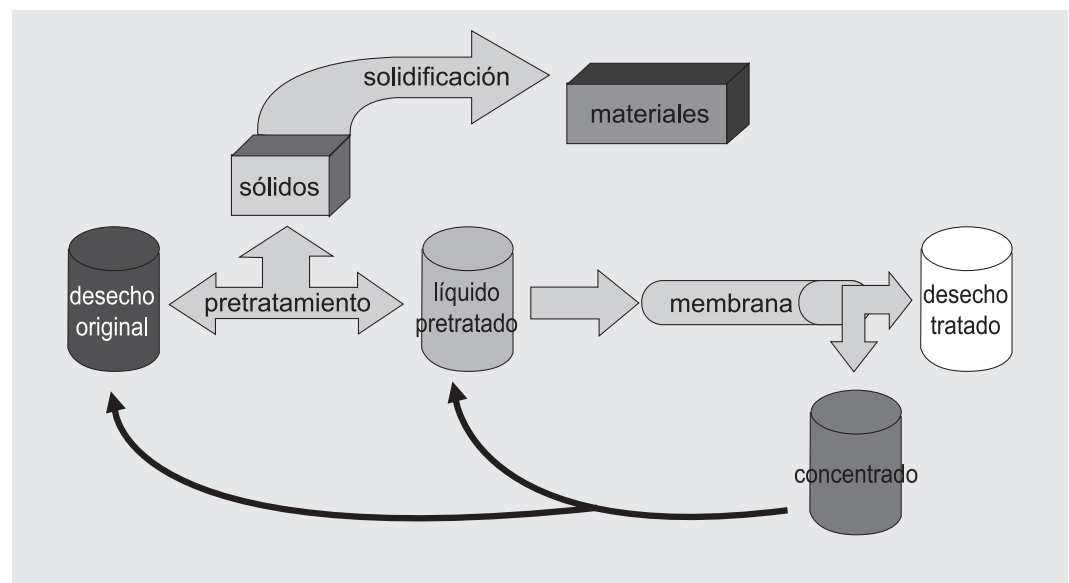 solidificación
materiales
sólidos
desecho
original
pretratamiento
líquido
pretratado
membrana
desecho
tratado
concentrado